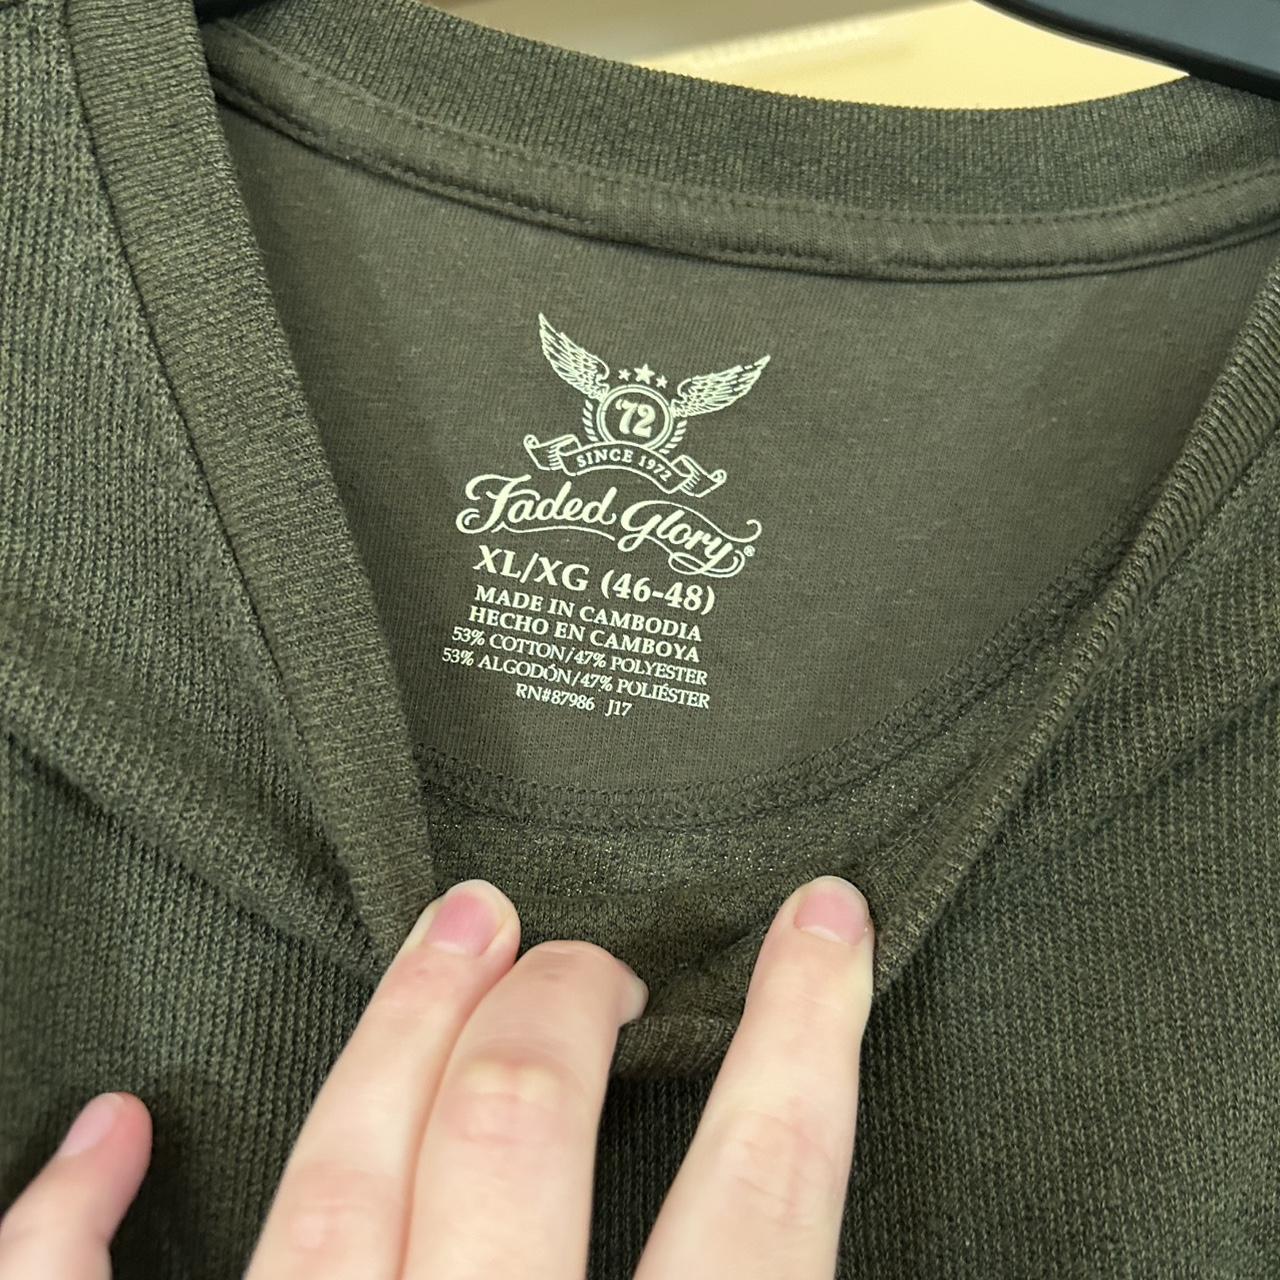 '72
SINCE 1972
Faded Glory®
XL/XG (46-48)
MADE IN CAMBODIA
HECHO EN CAMBOYA
53% COTTON/47% POLYESTER
53% ALGODÓN/47% POLIÉSTER
RN#87986 J17